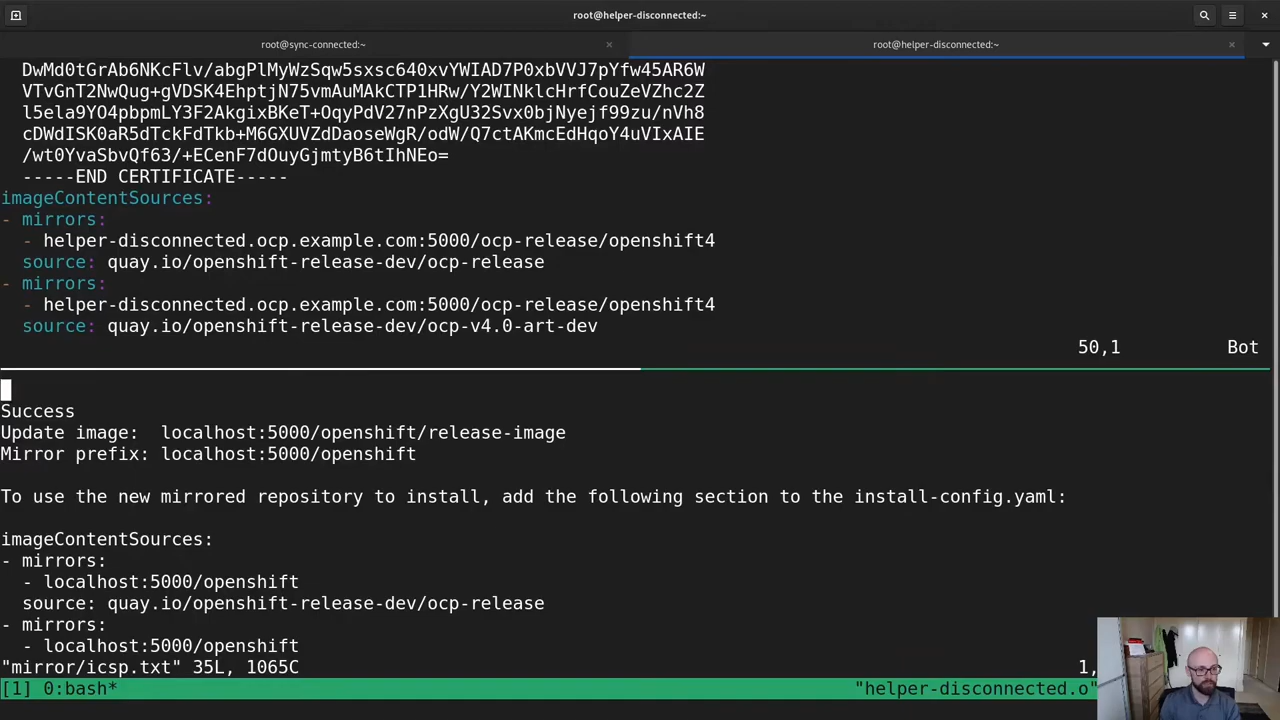 root@helper-disconnected:~
root@sync-connected:~
root@helper-disconnected:~
DwMd0tGrAb6NKcFlv/abgPlMyWzSqw5sxsc640xvYWIAD7P0xbVVJ7pYfw45AR6W
VTvGnT2NwQug+gVDSK4EhptjN75vmAuMAkCTP1HRw/Y2WINklcHrfCouZeVZhc2Z
l5ela9YO4pbpmLY3F2AkgixBKeT+OqyPdV27nPzXgU32Svx0bjNyejf99zu/nVh8
cDWdISK0aR5dTckFdTkb+M6GXUVZdDaoseWgR/odW/Q7ctAKmcEdHqoY4uVIxAIE
/wt0YvaSbvQf63/+ECenF7dOuyGjmtyB6tIhNEo=
-----END CERTIFICATE-----
imageContentSources:
- mirrors:
  - helper-disconnected.ocp.example.com:5000/ocp-release/openshift4
  source: quay.io/openshift-release-dev/ocp-release
- mirrors:
  - helper-disconnected.ocp.example.com:5000/ocp-release/openshift4
  source: quay.io/openshift-release-dev/ocp-v4.0-art-dev
50,1 Bot
Success
Update image:  localhost:5000/openshift/release-image
Mirror prefix: localhost:5000/openshift
To use the new mirrored repository to install, add the following section to the install-config.yaml:
imageContentSources:
- mirrors:
  - localhost:5000/openshift
  source: quay.io/openshift-release-dev/ocp-release
- mirrors:
  - localhost:5000/openshift
"mirror/icsp.txt" 35L, 1065C 1,
[1] 0:bash* "helper-disconnected.o"